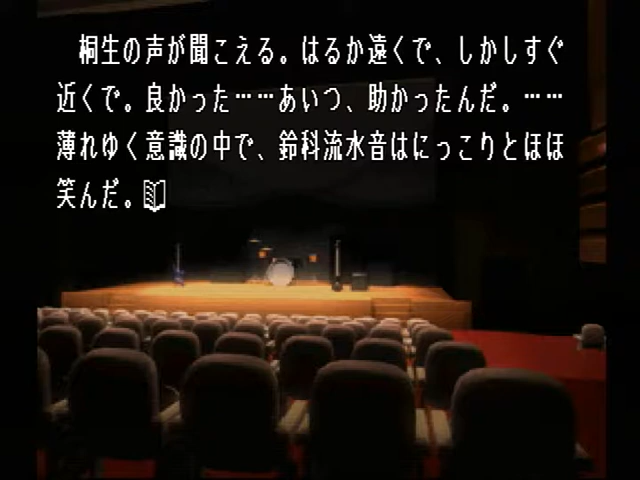 桐生の声が聞こえる。はるか遠くで、しかしすぐ
近くで。良かった……あいつ、助かったんだ。……
薄れゆく意識の中で、鈴科流水音はにっこりとほほ
笑んだ。